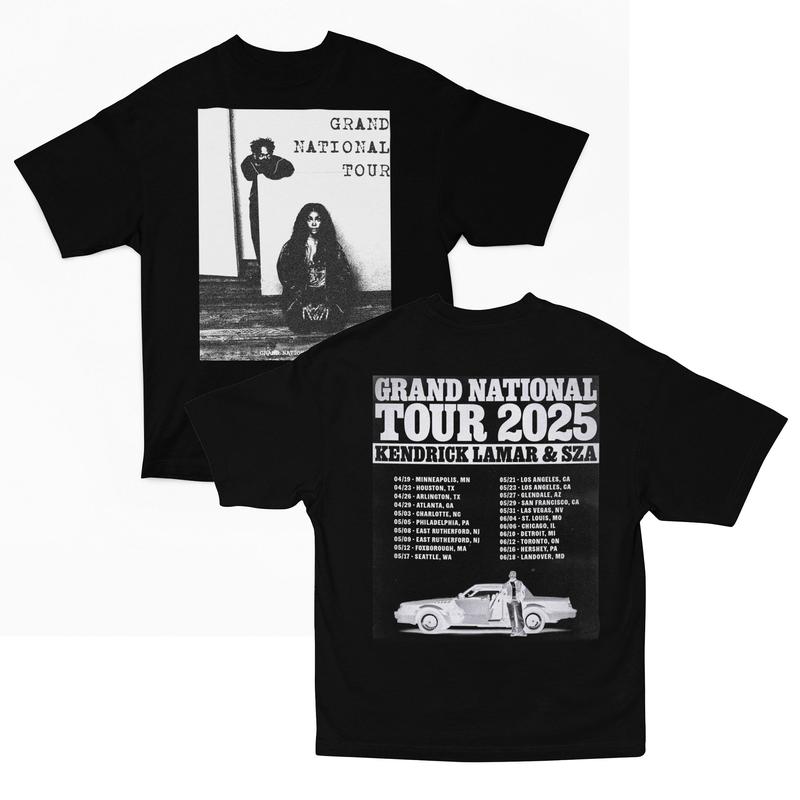 GRAND
NATIONAL
TOUR
GRAND NATIO
GRAND NATIONAL
TOUR 2025
KENDRICK LAMAR & SZA
04/19 · MINNEAPOLIS, MN
04/23 · HOUSTON, TX
04/26 · ARLINGTON, TX
04/29 · ATLANTA, GA
05/03 · CHARLOTTE, NC
05/05 · PHILADELPHIA, PA
05/08 · EAST RUTHERFORD, NJ
05/09 · EAST RUTHERFORD, NJ
05/12 · FOXBOROUGH, MA
05/17 · SEATTLE, WA
05/21 · LOS ANGELES, CA
05/23 · LOS ANGELES, CA
05/27 · GLENDALE, AZ
05/29 · SAN FRANCISCO, CA
05/31 · LAS VEGAS, NV
06/04 · ST. LOUIS, MO
06/06 · CHICAGO, IL
06/10 · DETROIT, MI
06/12 · TORONTO, ON
06/16 · HERSHEY, PA
06/18 · LANDOVER, MD